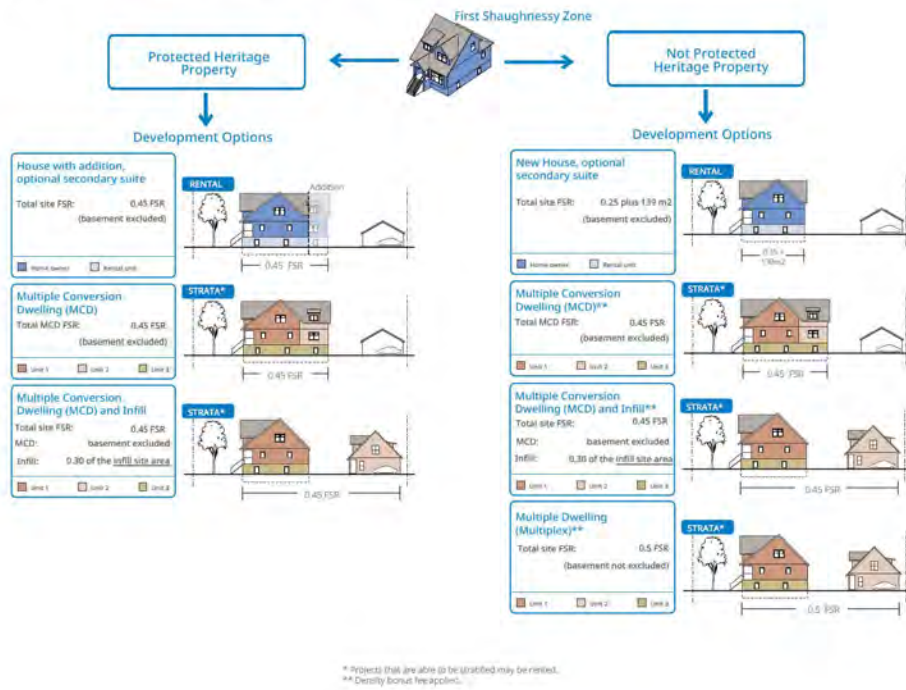 First Shaughnessy Zone
Protected Heritage
Property
Development Options
House with addition,
optional secondary suite
Total site FSR: 0.45 FSR
(basement excluded)
Home owner Rental unit
RENTAL
Addition
0.45 FSR
Multiple Conversion
Dwelling (MCD)
Total MCD FSR: 0.45 FSR
(basement excluded)
Unit 1 Unit 2 Unit 3
STRATA*
0.45 FSR
Multiple Conversion
Dwelling (MCD) and Infill
Total site FSR: 0.45 FSR
MCD: basement excluded
Infill: 0.30 of the infill site area
Unit 1 Unit 2 Unit 3
STRATA*
0.45 FSR
Not Protected
Heritage Property
Development Options
New House, optional
secondary suite
Total site FSR: 0.25 plus 139 m2
(basement excluded)
Home owner Rental unit
RENTAL
Multiple Conversion
Dwelling (MCD)**
Total MCD FSR: 0.45 FSR
(basement excluded)
Unit 1 Unit 2 Unit 3
STRATA*
0.45 FSR
Multiple Conversion
Dwelling (MCD) and Infill**
Total site FSR: 0.45 FSR
MCD: basement excluded
Infill: 0.30 of the infill site area
Unit 1 Unit 2 Unit 3
STRATA*
0.45 FSR
Multiple Dwelling
(Multiplex)**
Total site FSR: 0.5 FSR
(basement not excluded)
Unit 1 Unit 2 Unit 3
STRATA*
0.5 FSR
* Projects that are able to be stratified may be rented.
** Density bonus fee applied.